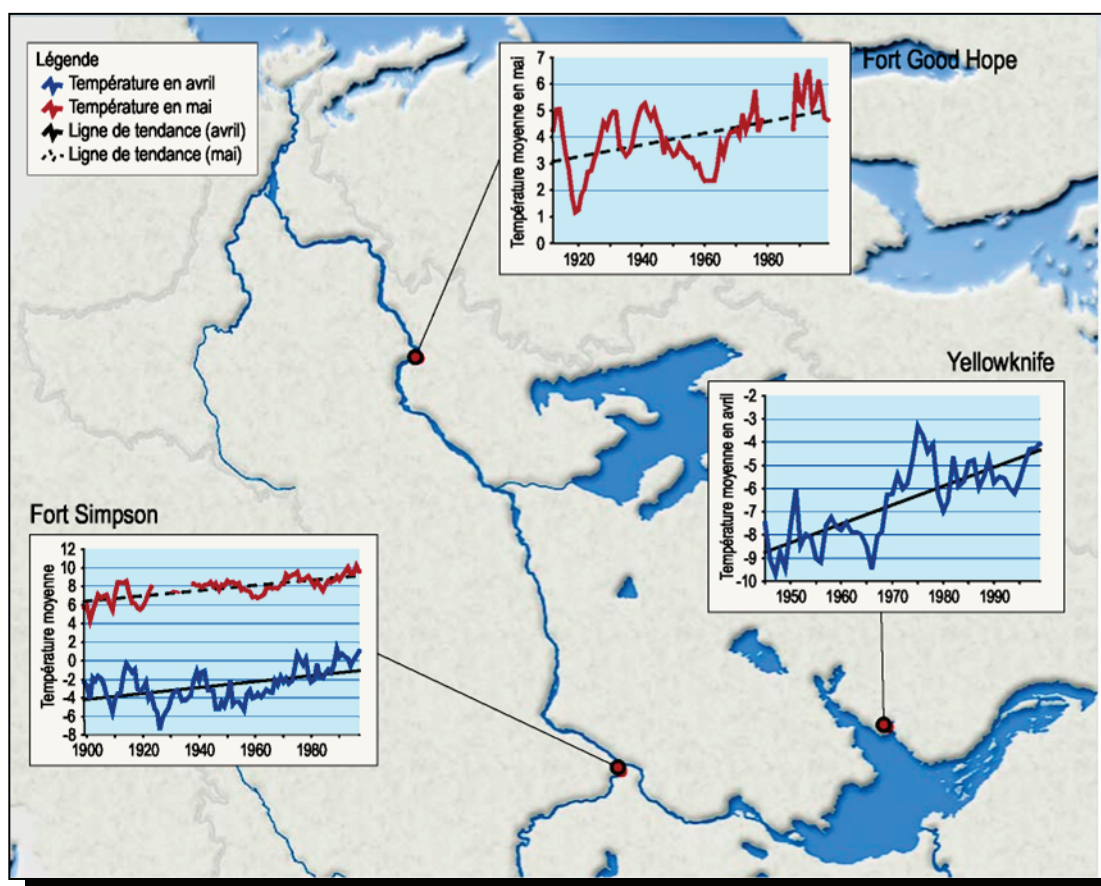 Légende
Température en avril
Température en mai
Ligne de tendance (avril)
Ligne de tendance (mai)
Fort Good Hope
Température moyenne en mai
7
6
5
4
3
2
1
0
1920 1940 1960 1980
Yellowknife
Température moyenne en avril
-2
-3
-4
-5
-6
-7
-8
-9
-10
1950 1960 1970 1980 1990
Fort Simpson
Température moyenne
12
10
8
6
4
2
0
-2
-4
-6
-8
1900 1920 1940 1960 1980